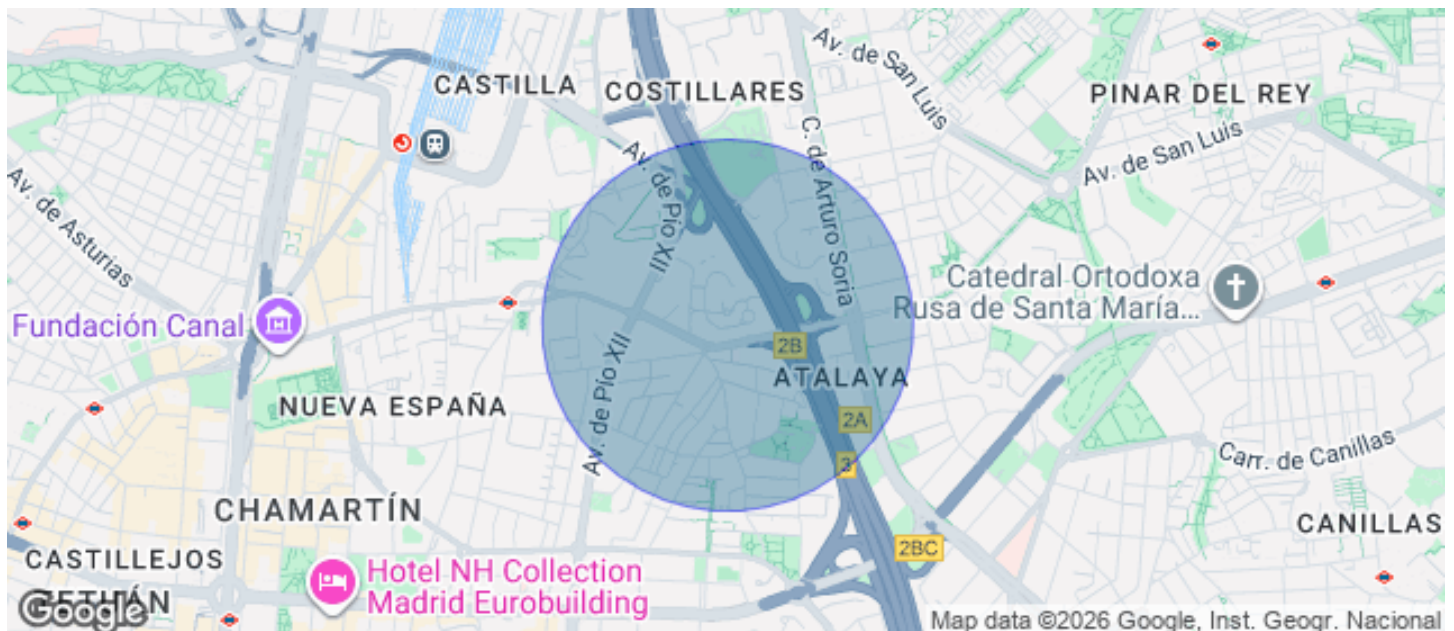 Av. de San Luis
CASTILLA
COSTILLARES
PINAR DEL REY
Av. de San Luis
Av. de Pío XII
C. de Arturo Soria
Av. de Asturias
Catedral Ortodoxa
Rusa de Santa María...
Fundación Canal
2B
ATALAYA
Av. de Pío XII
NUEVA ESPAÑA
2A
Carr. de Canillas
3
CHAMARTÍN
CANILLAS
2BC
CASTILLEJOS
Hotel NH Collection
Madrid Eurobuilding
Google
Map data ©2026 Google, Inst. Geogr. Nacional